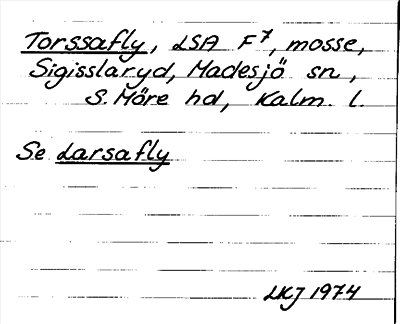 Torssafly, LSA F7, mosse,
Sigisslaryd, Madesjö sn,
S. Möre hd, Kalm. l.
Se Larsafly
LKJ 1974